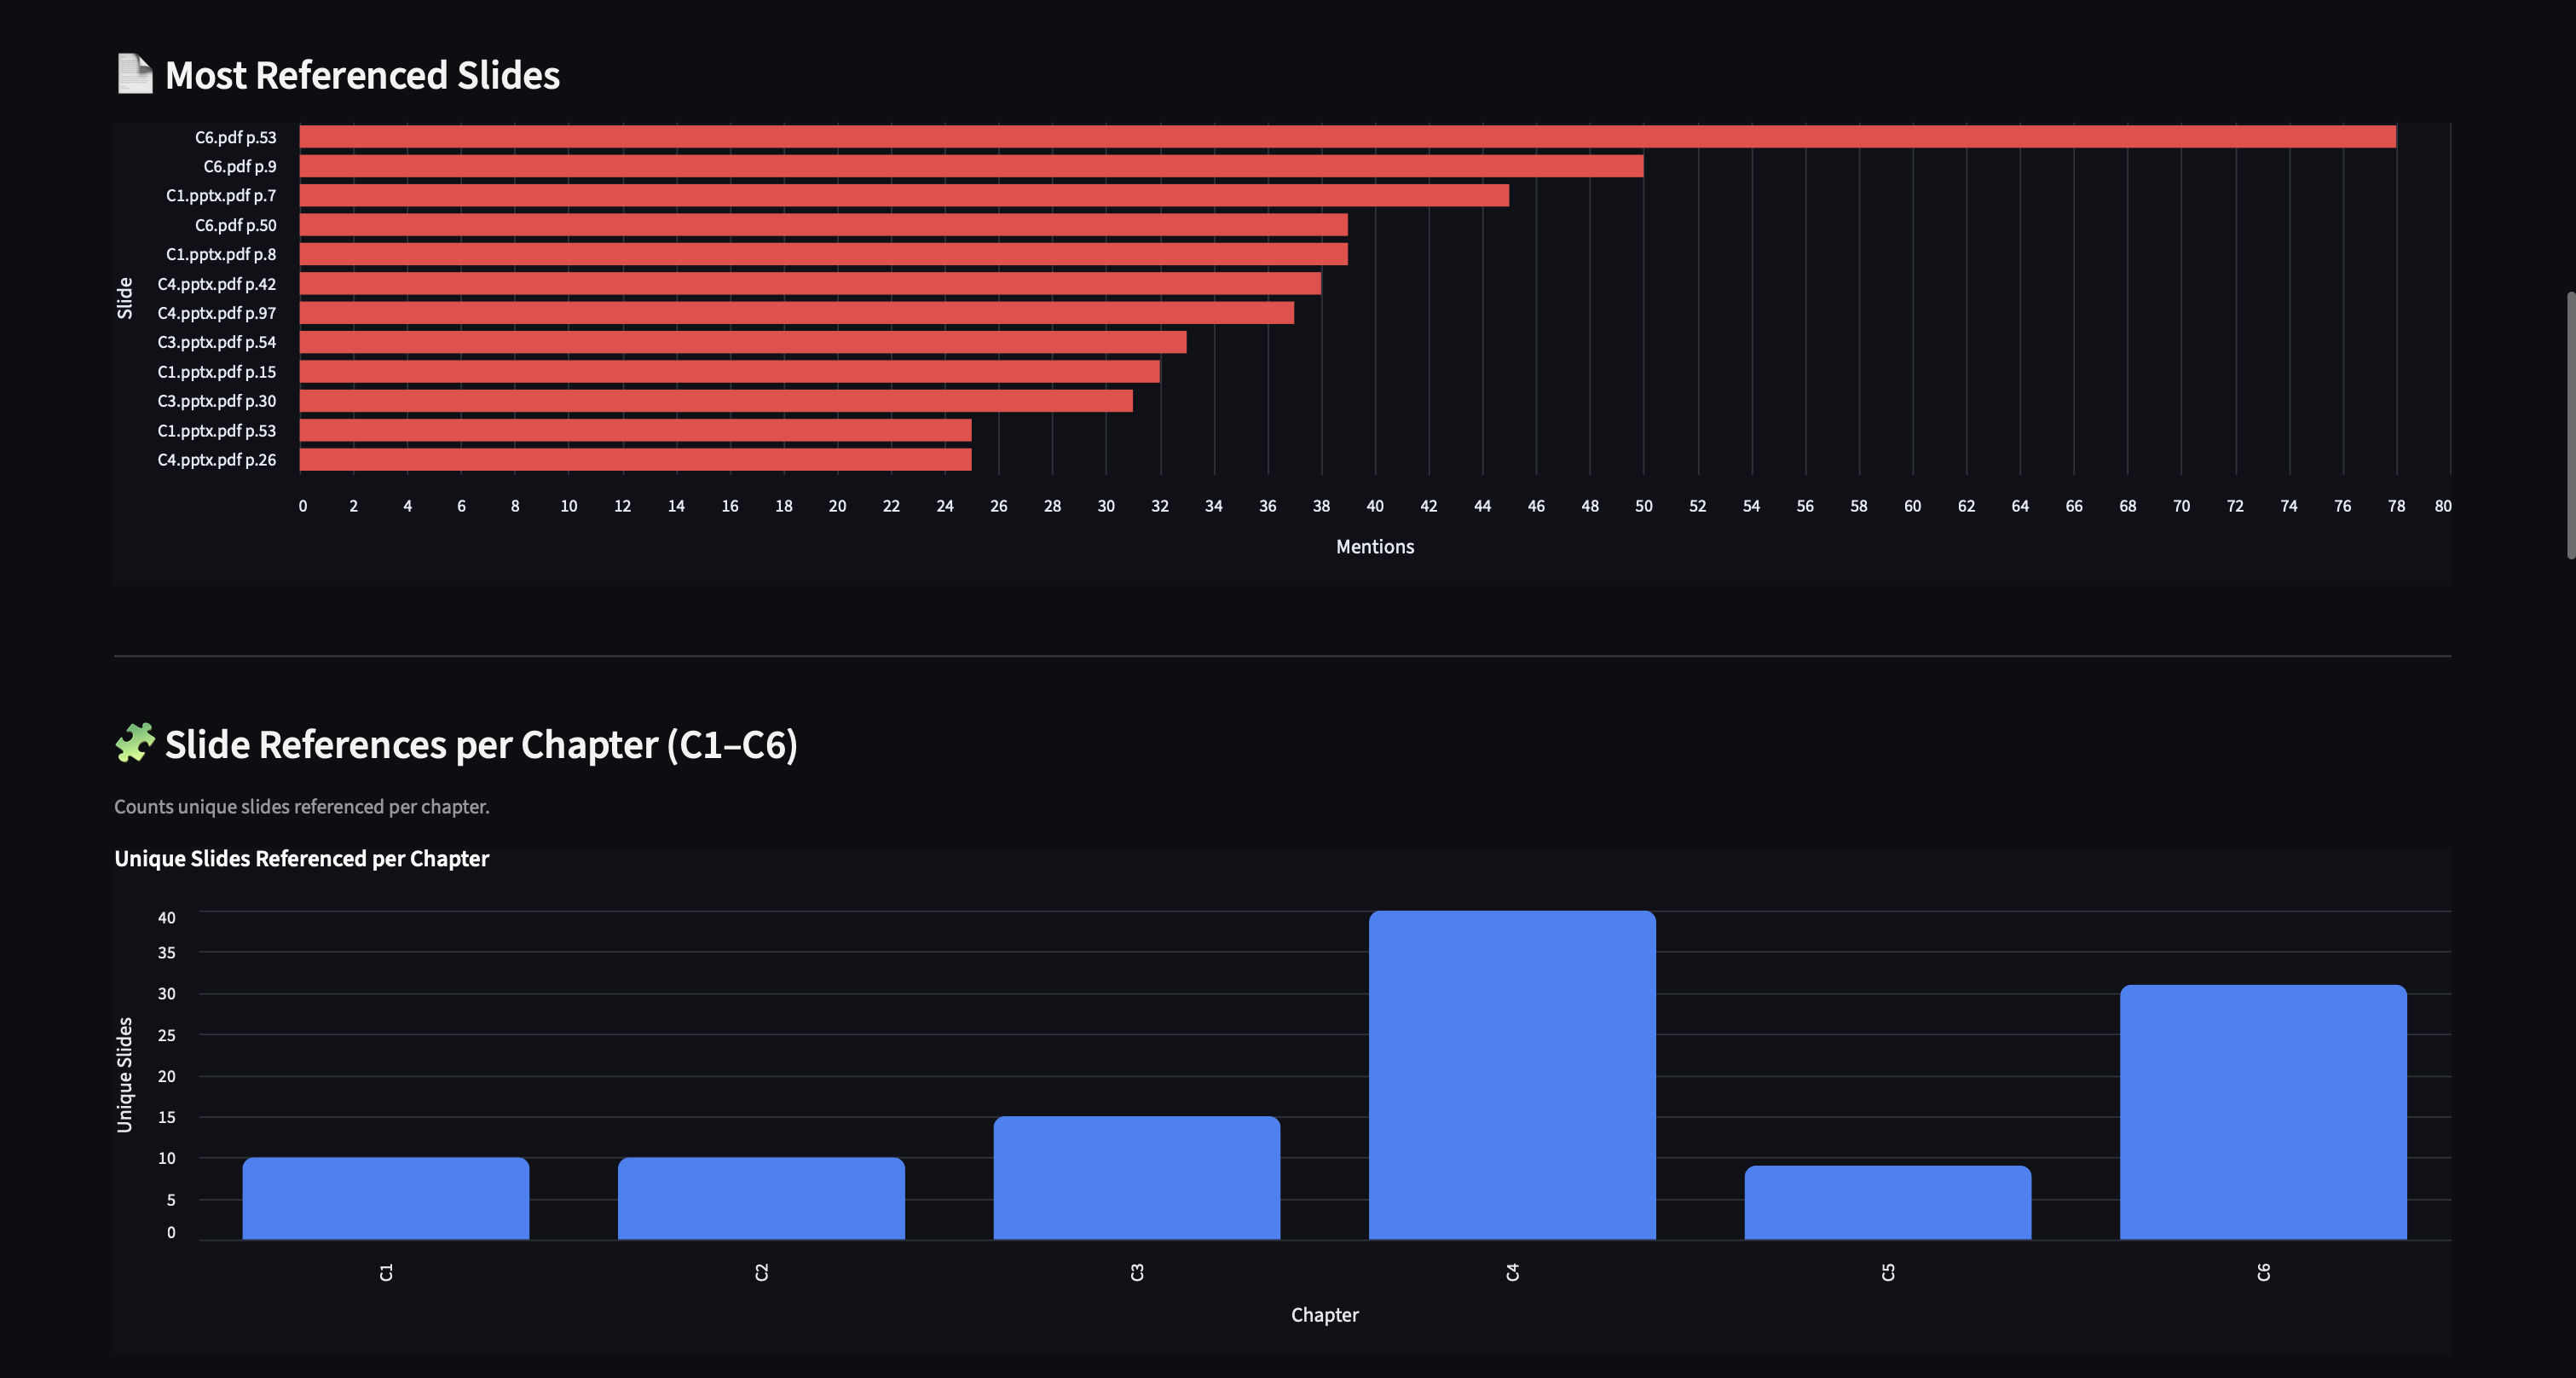 Most Referenced Slides
C6.pdf p.53
C6.pdf p.9
C1.pptx.pdf p.7
C6.pdf p.50
C1.pptx.pdf p.8
C4.pptx.pdf p.42
C4.pptx.pdf p.97
C3.pptx.pdf p.54
C1.pptx.pdf p.15
C3.pptx.pdf p.30
C1.pptx.pdf p.53
C4.pptx.pdf p.26
Slide
0 2 4 6 8 10 12 14 16 18 20 22 24 26 28 30 32 34 36 38 40 42 44 46 48 50 52 54 56 58 60 62 64 66 68 70 72 74 76 78 80
Mentions
Slide References per Chapter (C1–C6)
Counts unique slides referenced per chapter.
Unique Slides Referenced per Chapter
40
35
30
25
20
15
10
5
0
Unique Slides
C1 C2 C3 C4 C5 C6
Chapter